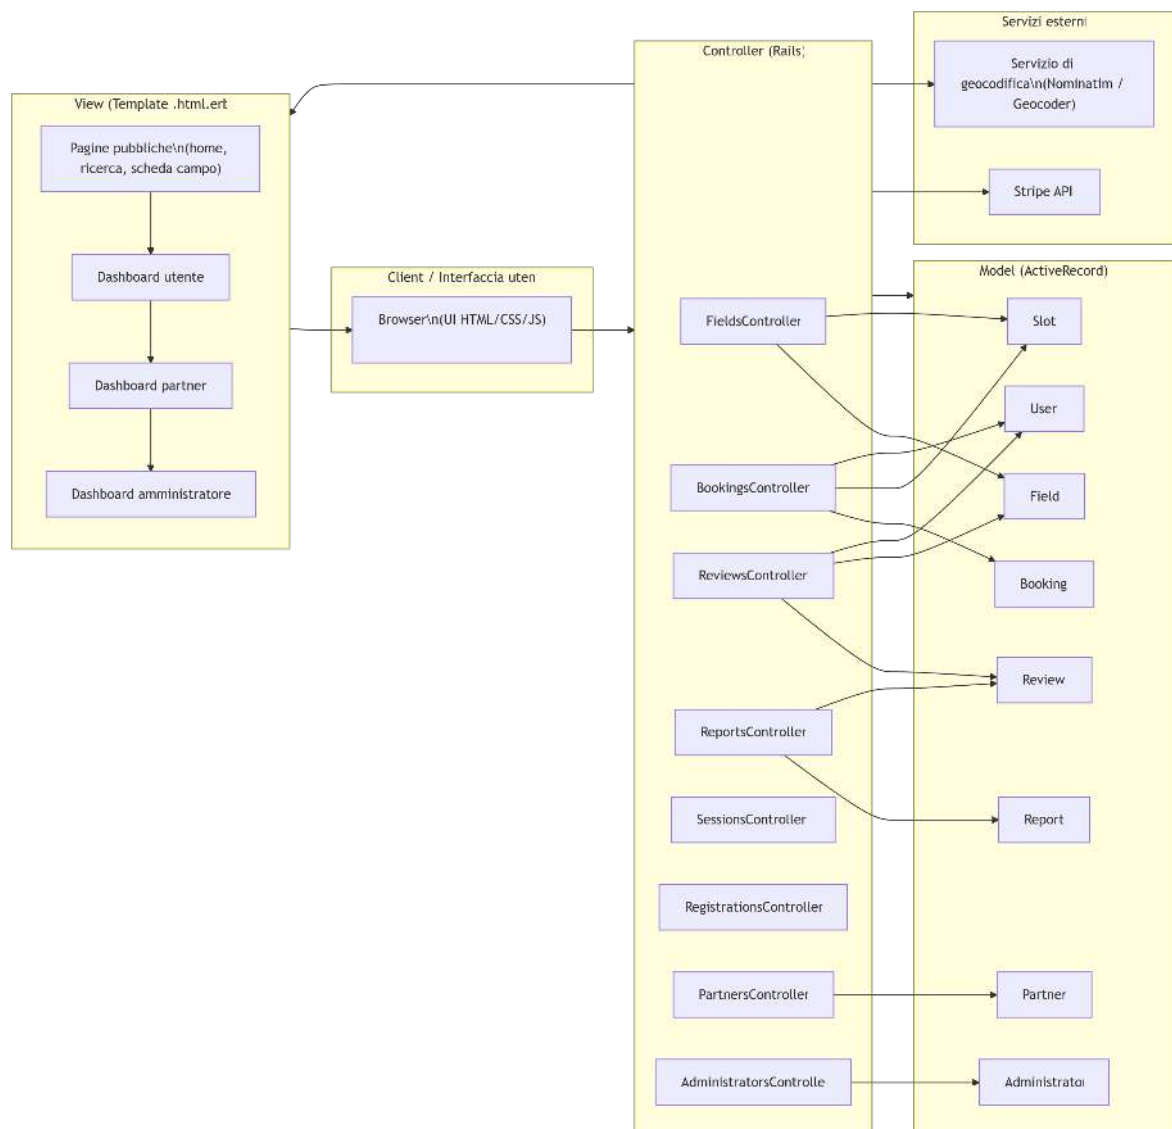 View (Template .html.erb
Pagine pubbliche\n(home,
ricerca, scheda campo)
Dashboard utente
Dashboard partner
Dashboard amministratore
Client / Interfaccia uten
Browser\n(UI HTML/CSS/JS)
Controller (Rails)
FieldsController
BookingsController
ReviewsController
ReportsController
SessionsController
RegistrationsController
PartnersController
AdministratorsControlle
Servizi esterni
Servizio di
geocodifica\n(Nominatim /
Geocoder)
Stripe API
Model (ActiveRecord)
Slot
User
Field
Booking
Review
Report
Partner
Administrator